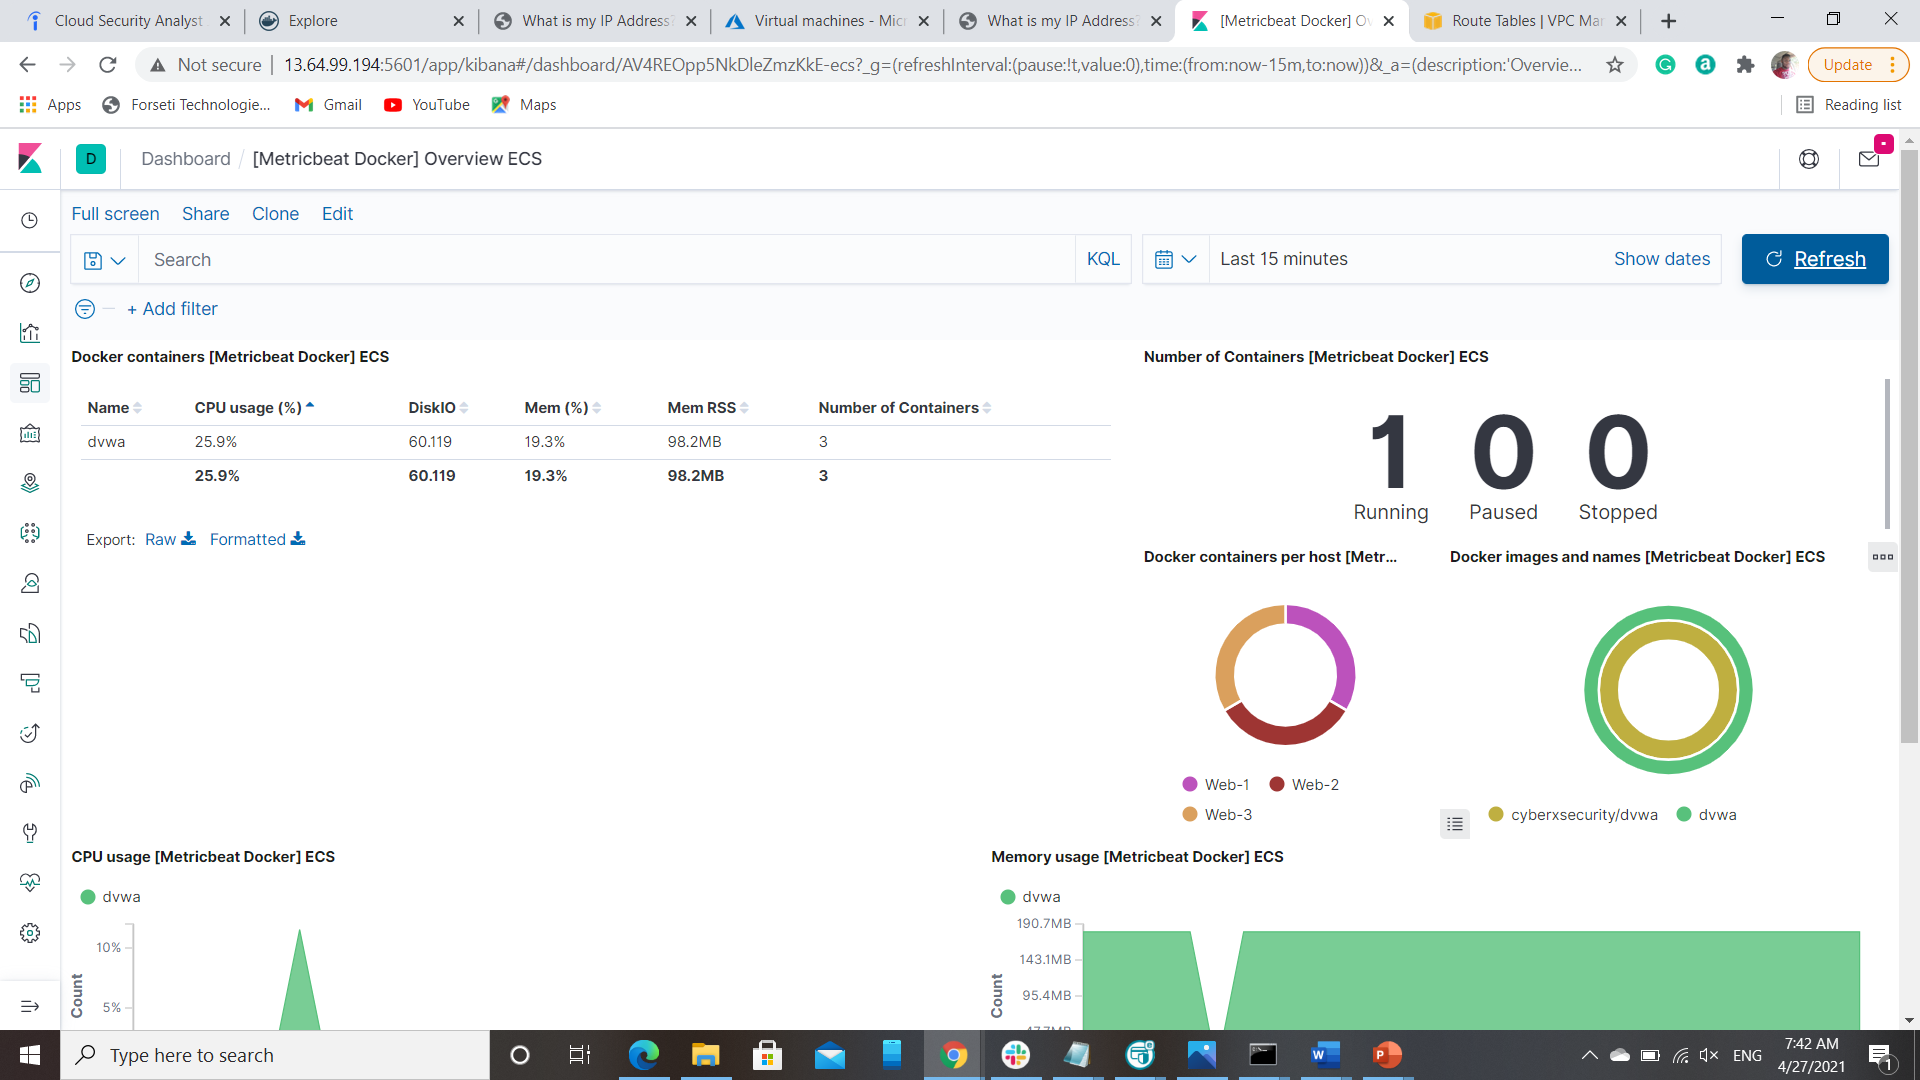 Cloud Security Analyst
Explore
What is my IP Address?
Virtual machines - Micr
What is my IP Address?
[Metricbeat Docker] Ov
Route Tables | VPC Mar
Not secure
13.64.99.194:5601/app/kibana#/dashboard/AV4REOpp5NkDleZmzKkE-ecs?_g=(refreshInterval:(pause:!t,value:0),time:(from:now-15m,to:now))&_a=(description:'Overvie...
Update
Apps
Forseti Technologie...
Gmail
YouTube
Maps
Reading list
D
Dashboard / [Metricbeat Docker] Overview ECS
Full screen Share Clone Edit
Search
KQL
Last 15 minutes
Show dates
Refresh
+ Add filter
Docker containers [Metricbeat Docker] ECS
Name CPU usage (%) DiskIO Mem (%) Mem RSS Number of Containers
dvwa 25.9% 60.119 19.3% 98.2MB 3
25.9% 60.119 19.3% 98.2MB 3
Export: Raw Formatted
Number of Containers [Metricbeat Docker] ECS
1 0 0
Running Paused Stopped
Docker containers per host [Metr...
Web-1 Web-2
Web-3
Docker images and names [Metricbeat Docker] ECS
cyberxsecurity/dvwa dvwa
CPU usage [Metricbeat Docker] ECS
dvwa
10%
5%
Count
Memory usage [Metricbeat Docker] ECS
dvwa
190.7MB
143.1MB
95.4MB
47.7MB
Count
Type here to search
ENG
7:42 AM
4/27/2021
1